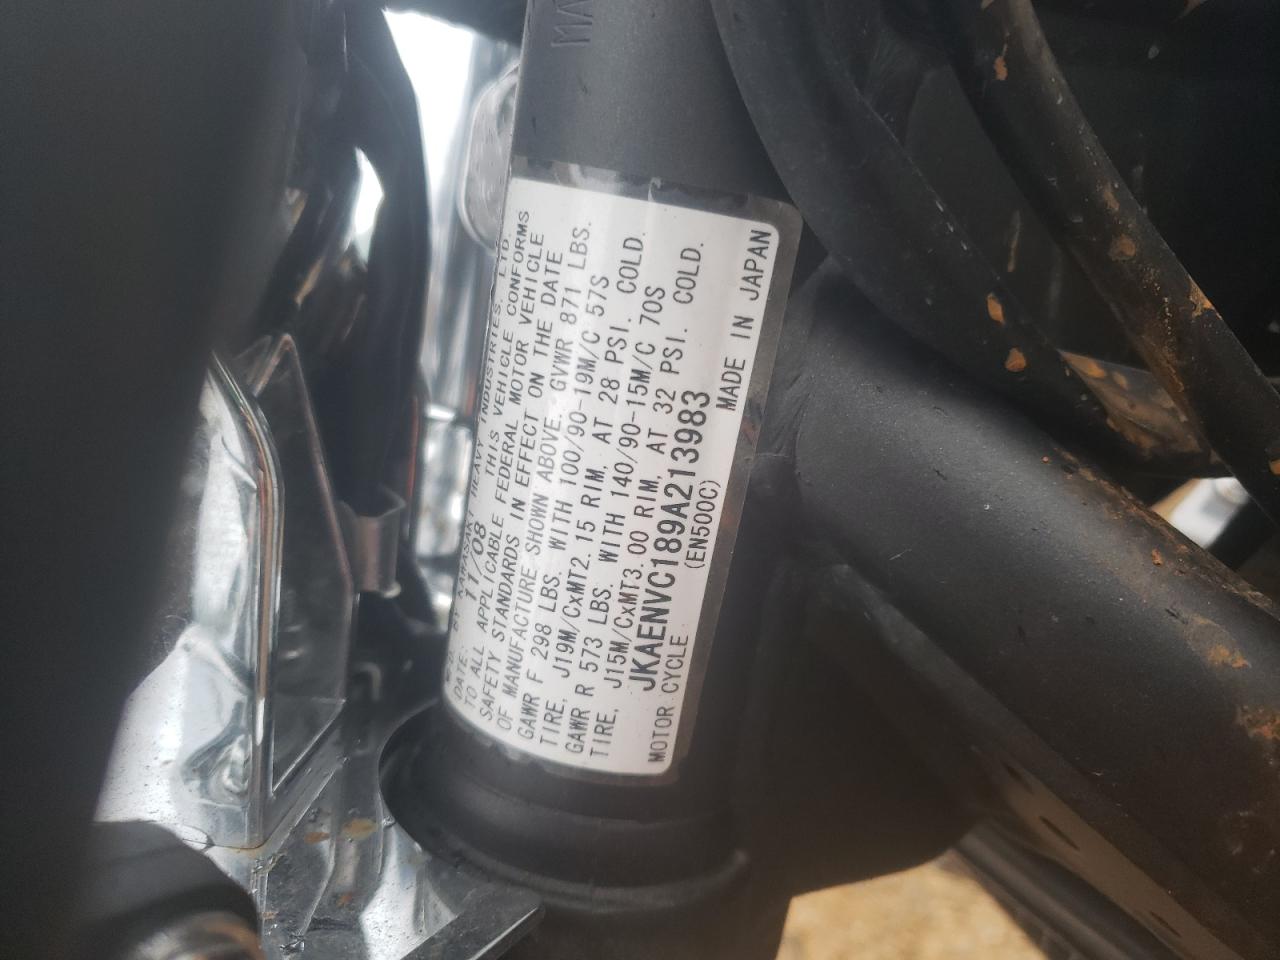 MA
BY KAWASAKI HEAVY INDUSTRIES, LTD.
DATE: 11/08 THIS VEHICLE CONFORMS
TO ALL APPLICABLE FEDERAL MOTOR VEHICLE
SAFETY STANDARDS IN EFFECT ON THE DATE
OF MANUFACTURE SHOWN ABOVE. GVWR 871 LBS.
GAWR F 298 LBS. WITH 100/90-19M/C 57S
TIRE, J19M/CxMT2.15 RIM, AT 28 PSI. COLD.
GAWR R 573 LBS. WITH 140/90-15M/C 70S
TIRE, J15M/CxMT3.00 RIM, AT 32 PSI. COLD.
JKAENVC189A213983
MOTOR CYCLE (EN500C) MADE IN JAPAN